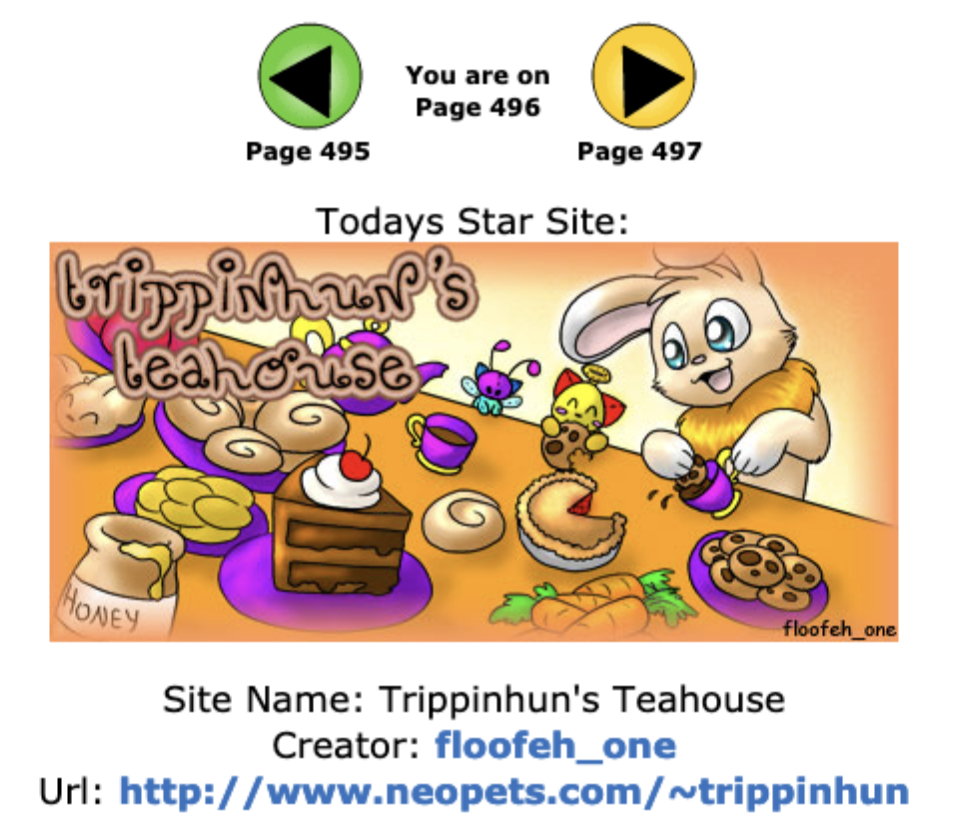 You are on
Page 496
Page 495
Page 497
Todays Star Site:
trippinhun's
teahouse
HONEY
floofeh_one
Site Name: Trippinhun's Teahouse
Creator: floofeh_one
Url: http://www.neopets.com/~trippinhun